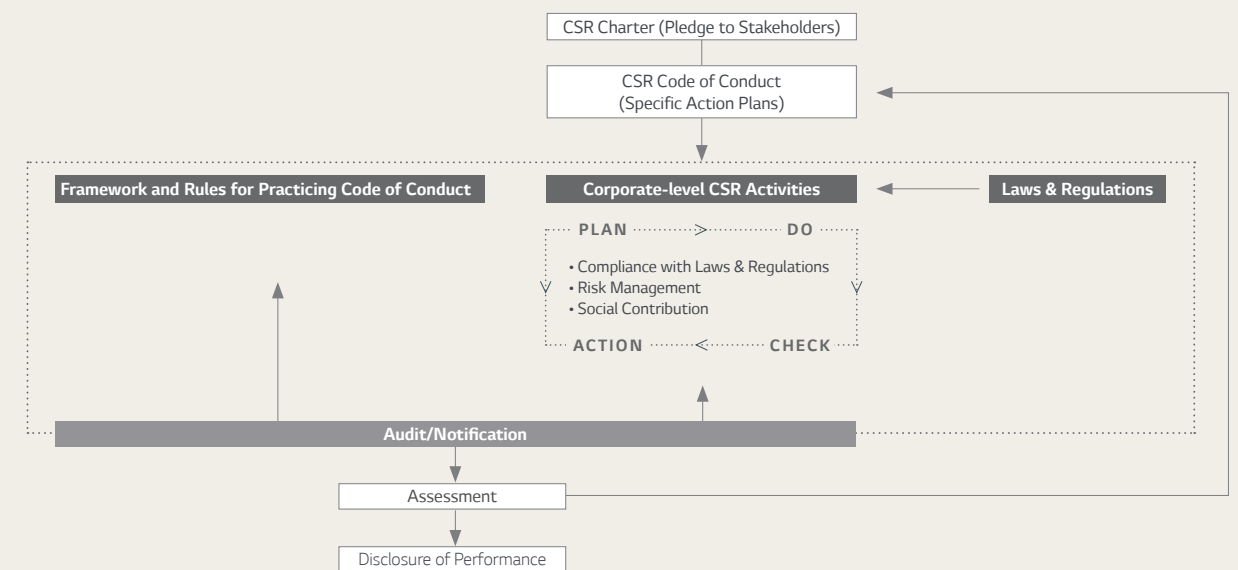 CSR Charter (Pledge to Stakeholders)
CSR Code of Conduct
(Specific Action Plans)
Framework and Rules for Practicing Code of Conduct
Corporate-level CSR Activities
Laws & Regulations
PLAN
DO
• Compliance with Laws & Regulations
• Risk Management
• Social Contribution
ACTION
CHECK
Audit/Notification
Assessment
Disclosure of Performance